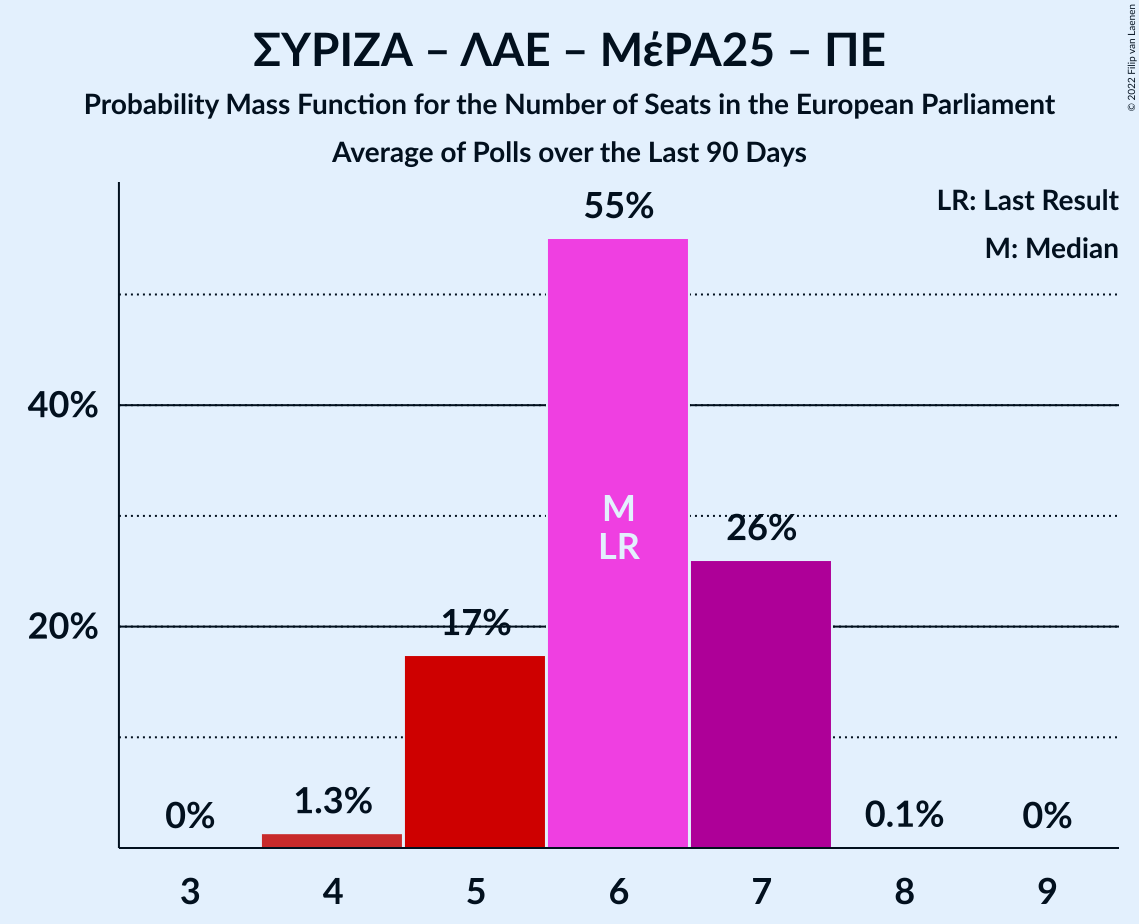 ΣΥΡΙΖΑ – ΛΑΕ – ΜέΡΑ25 – ΠΕ
Probability Mass Function for the Number of Seats in the European Parliament
Average of Polls over the Last 90 Days
© 2022 Filip van Laenen
LR: Last Result
M: Median
55%
40%
M
LR
26%
20%
17%
0%
1.3%
0.1%
0%
3 4 5 6 7 8 9